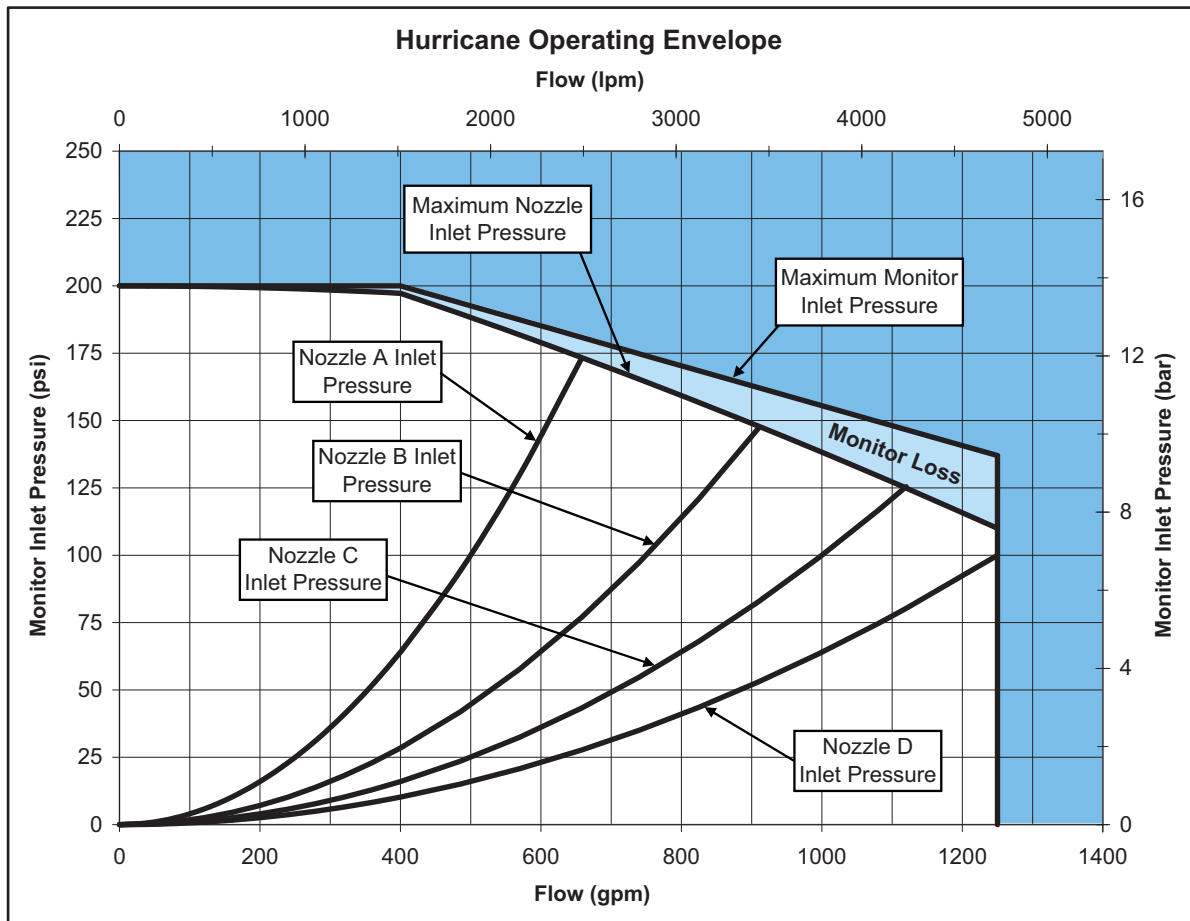 Hurricane Operating Envelope
Flow (lpm)
0 1000 2000 3000 4000 5000
250
225
200
175
150
125
100
75
50
25
0
Monitor Inlet Pressure (psi)
Maximum Nozzle
Inlet Pressure
Maximum Monitor
Inlet Pressure
Nozzle A Inlet
Pressure
Nozzle B Inlet
Pressure
Monitor Loss
Nozzle C
Inlet Pressure
Nozzle D
Inlet Pressure
16
12
8
4
0
Monitor Inlet Pressure (bar)
0 200 400 600 800 1000 1200 1400
Flow (gpm)